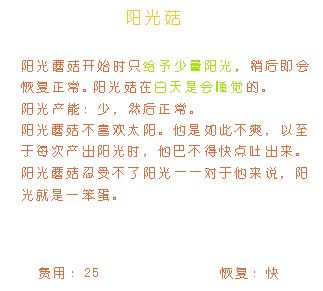 阳光菇
阳光蘑菇开始时只给予少量阳光，稍后即会
恢复正常。阳光菇在白天是会睡觉的。
阳光产能：少，然后正常。
阳光蘑菇不喜欢太阳。他是如此不爽，以至
于每次产出阳光时，他巴不得快点吐出来。
阳光蘑菇忍受不了阳光——对于他来说，阳
光就是一笨蛋。
费用：25 恢复：快